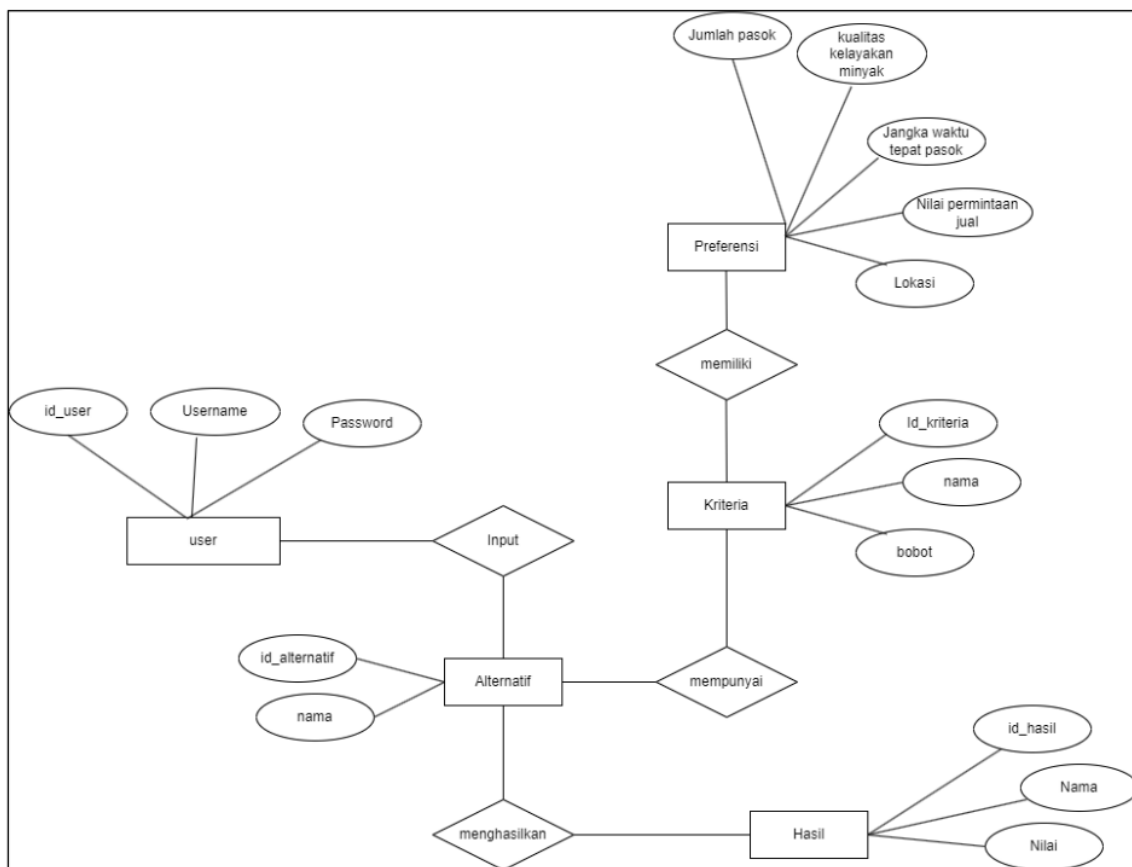 Jumlah pasok
kualitas
kelayakan
minyak
Jangka waktu
tepat pasok
Nilai permintaan
jual
Preferensi
Lokasi
memiliki
id_user
Username
Password
Id_kriteria
nama
Kriteria
bobot
user
Input
id_alternatif
Alternatif
mempunyai
nama
id_hasil
Nama
menghasilkan
Hasil
Nilai